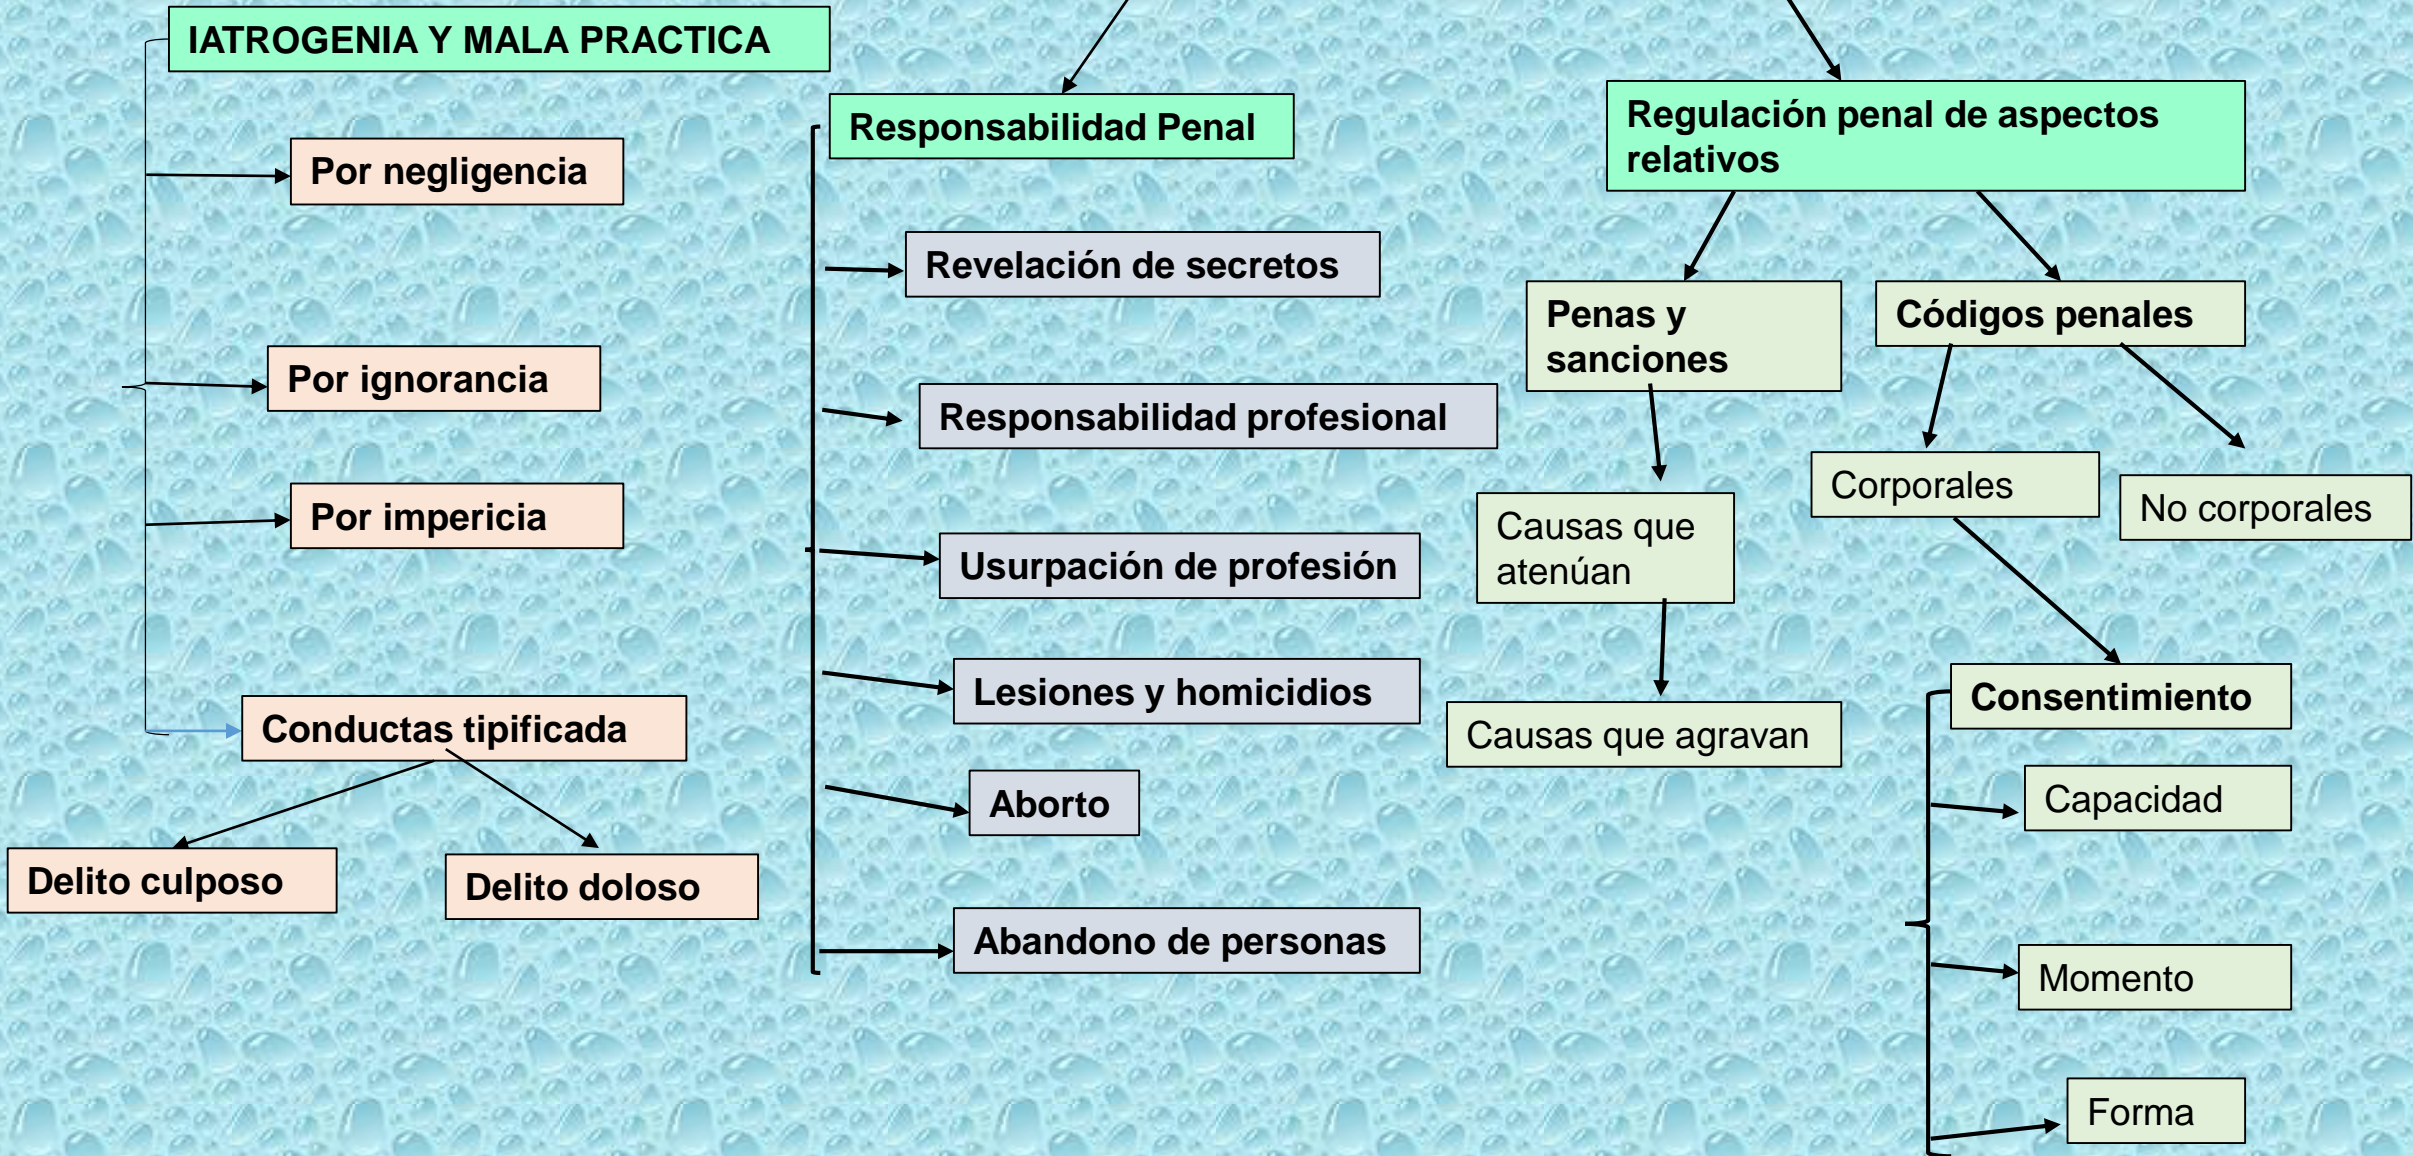 IATROGENIA Y MALA PRACTICA
Por negligencia
Por ignorancia
Por impericia
Conductas tipificada
Delito culposo
Delito doloso
Responsabilidad Penal
Revelación de secretos
Responsabilidad profesional
Usurpación de profesión
Lesiones y homicidios
Aborto
Abandono de personas
Regulación penal de aspectos
relativos
Penas y
sanciones
Causas que
atenúan
Causas que agravan
Códigos penales
Corporales
No corporales
Consentimiento
Capacidad
Momento
Forma